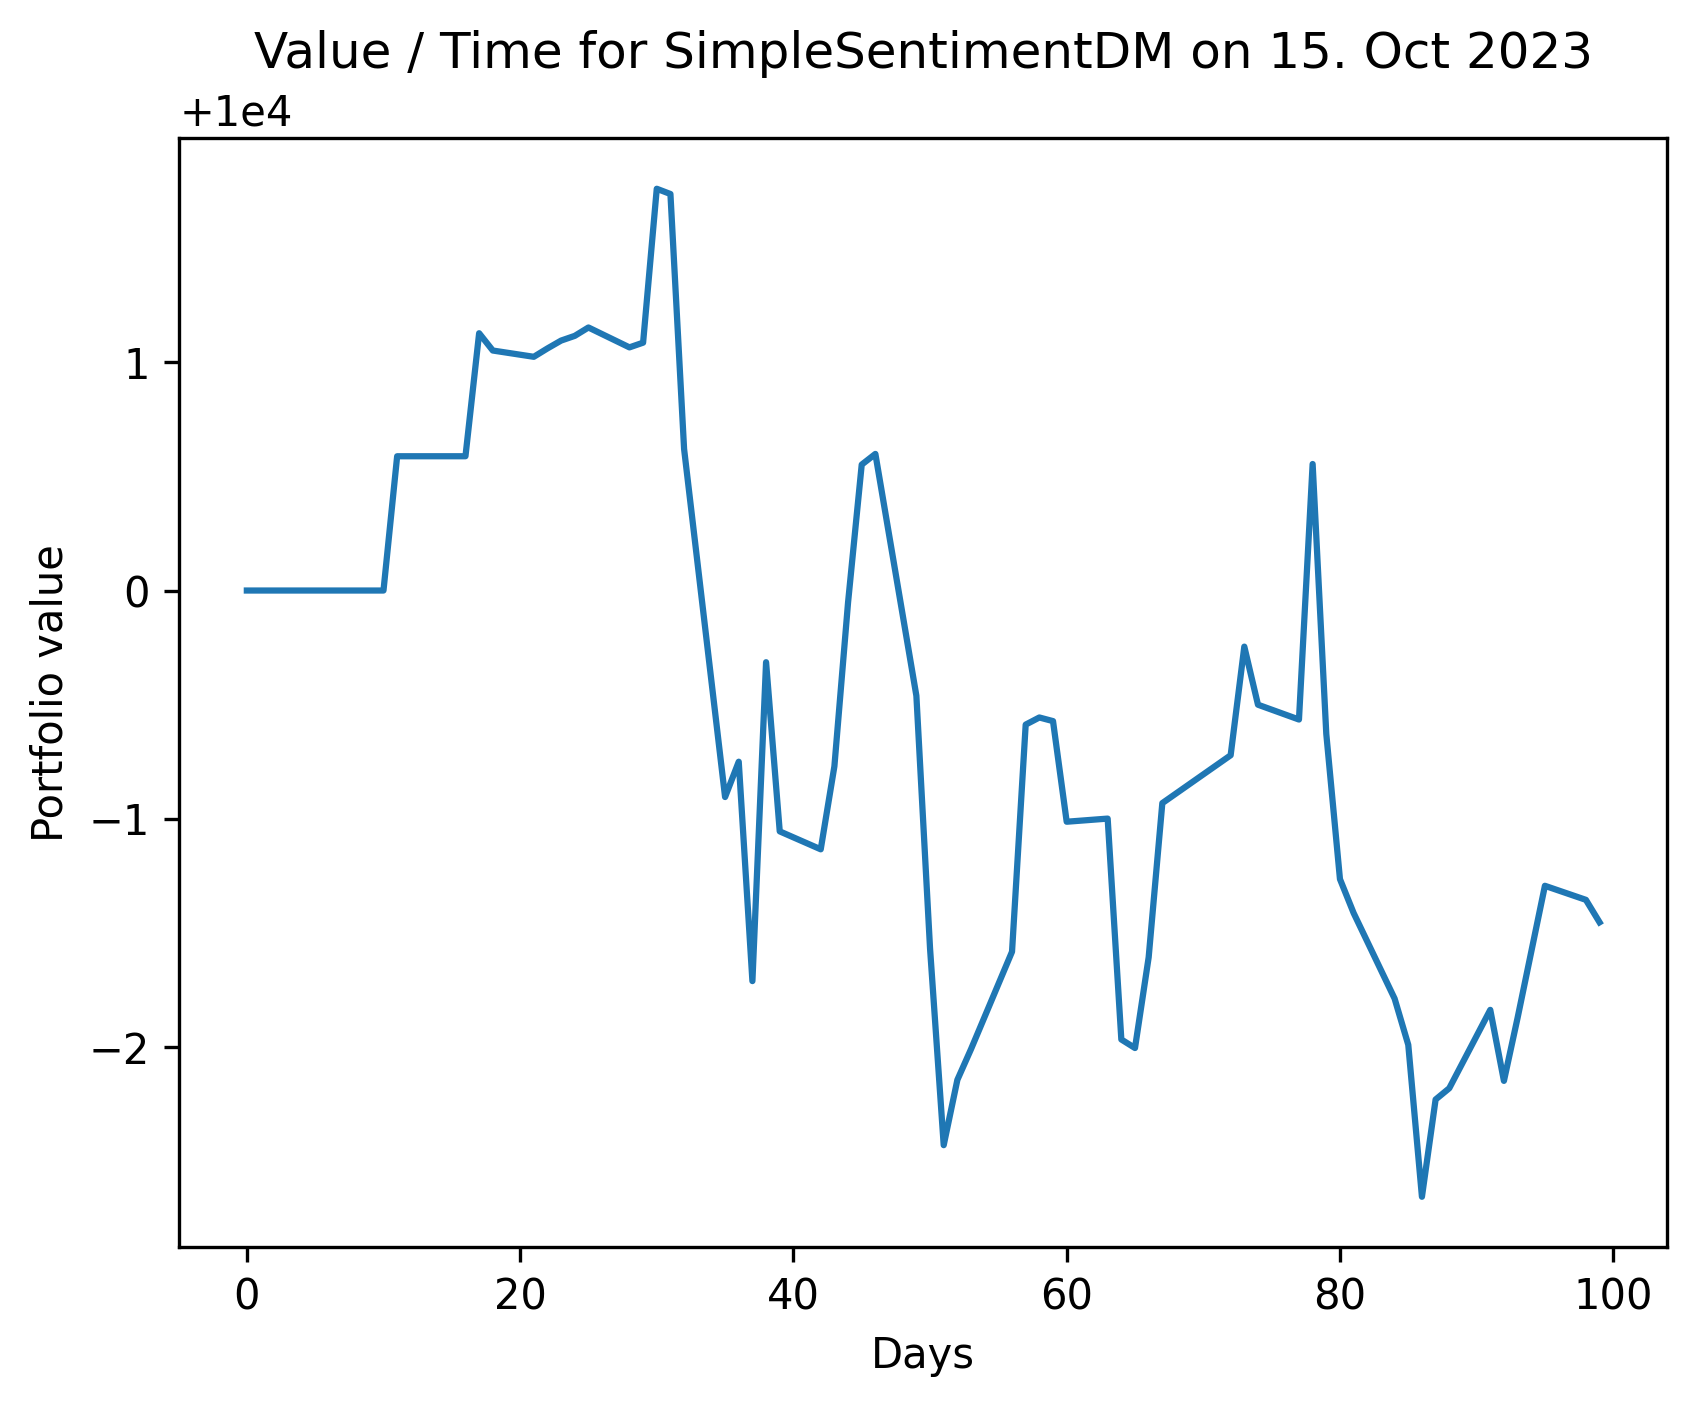 Value / Time for SimpleSentimentDM on 15. Oct 2023
+1e4
1
0
−1
−2
Portfolio value
0 20 40 60 80 100
Days